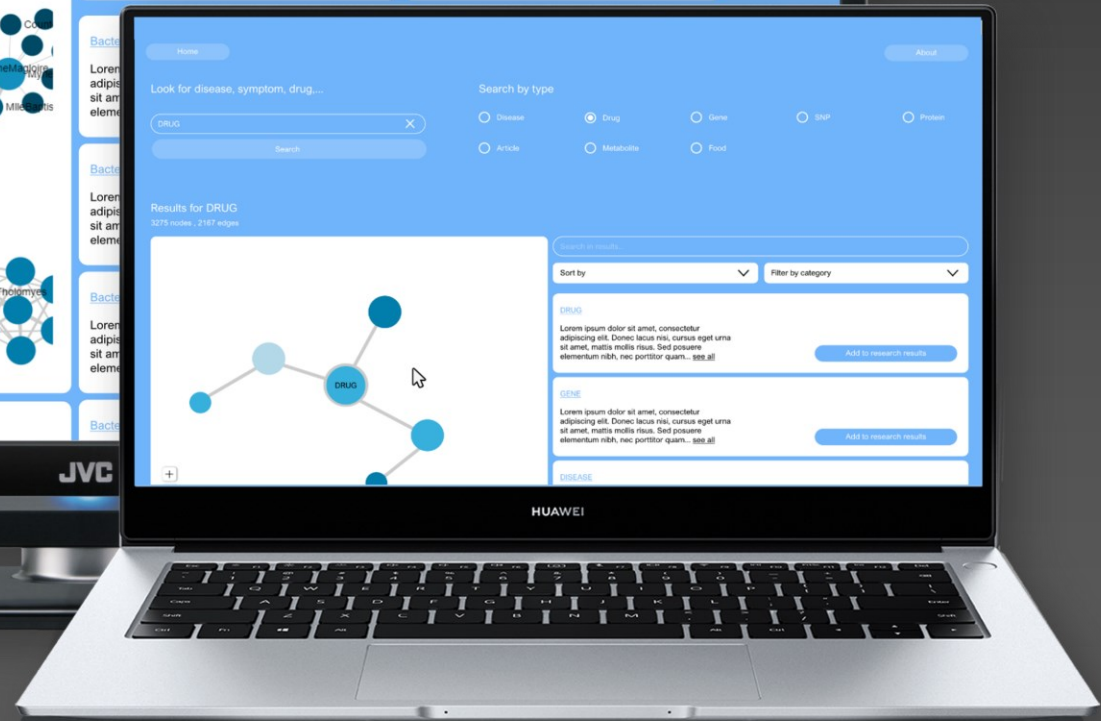 Home
About
Look for disease, symptom, drug,...
Search by type
DRUG
Search
Disease
Drug
Gene
SNP
Protein
Article
Metabolite
Food
Results for DRUG
3275 nodes , 2167 edges
Search in results...
Sort by
Filter by category
DRUG
Lorem ipsum dolor sit amet, consectetur
adipiscing elit. Donec lacus nisi, cursus eget urna
sit amet, mattis mollis risus. Sed posuere
elementum nibh, nec porttitor quam... see all
Add to research results
GENE
Lorem ipsum dolor sit amet, consectetur
adipiscing elit. Donec lacus nisi, cursus eget urna
sit amet, mattis mollis risus. Sed posuere
elementum nibh, nec porttitor quam... see all
Add to research results
DISEASE
DRUG
+
HUAWEI
JVC
Bacte
Loren
adipis
sit am
eleme
Bacte
Loren
adipis
sit am
eleme
Bacte
Loren
adipis
sit am
eleme
Bacte